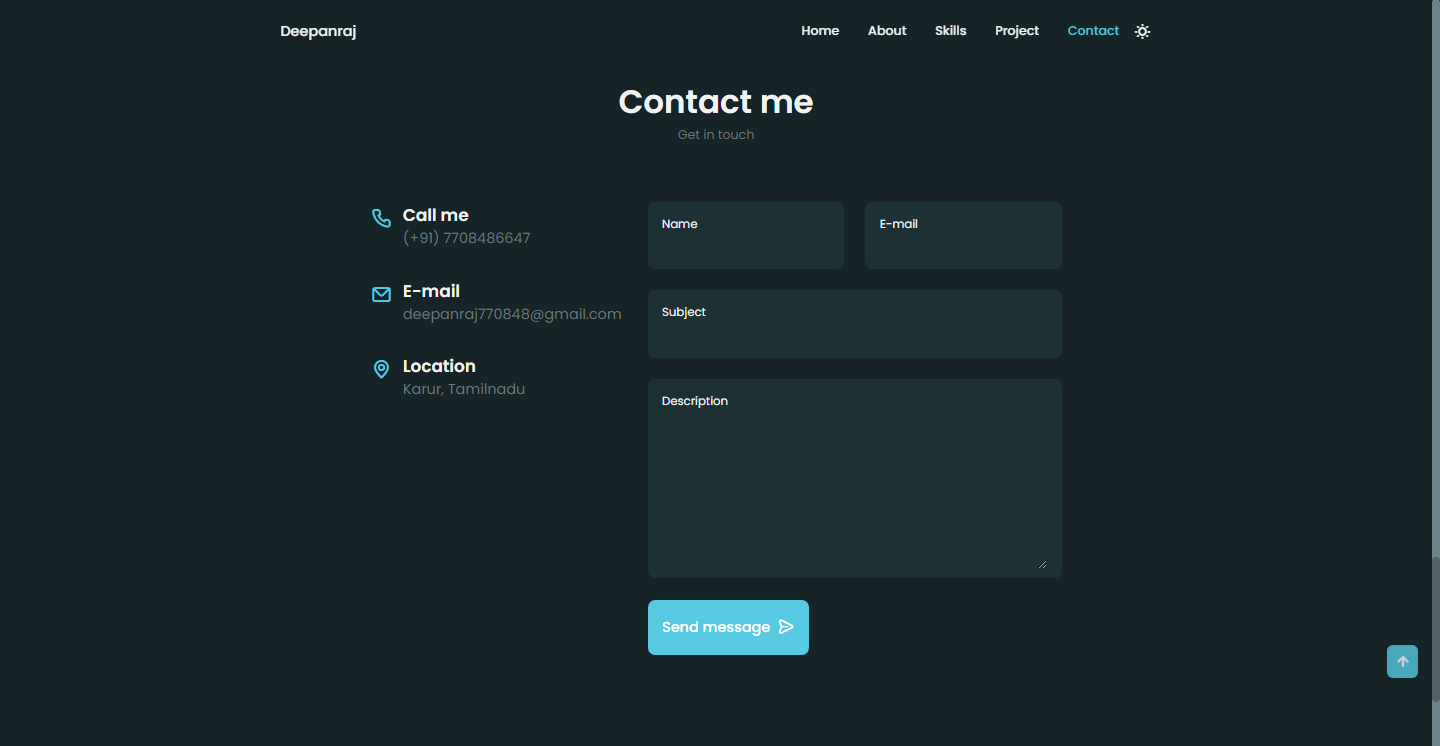 Deepanraj
Home About Skills Project Contact
Contact me
Get in touch
Call me
(+91) 7708486647
E-mail
deepanraj770848@gmail.com
Location
Karur, Tamilnadu
Name
E-mail
Subject
Description
Send message